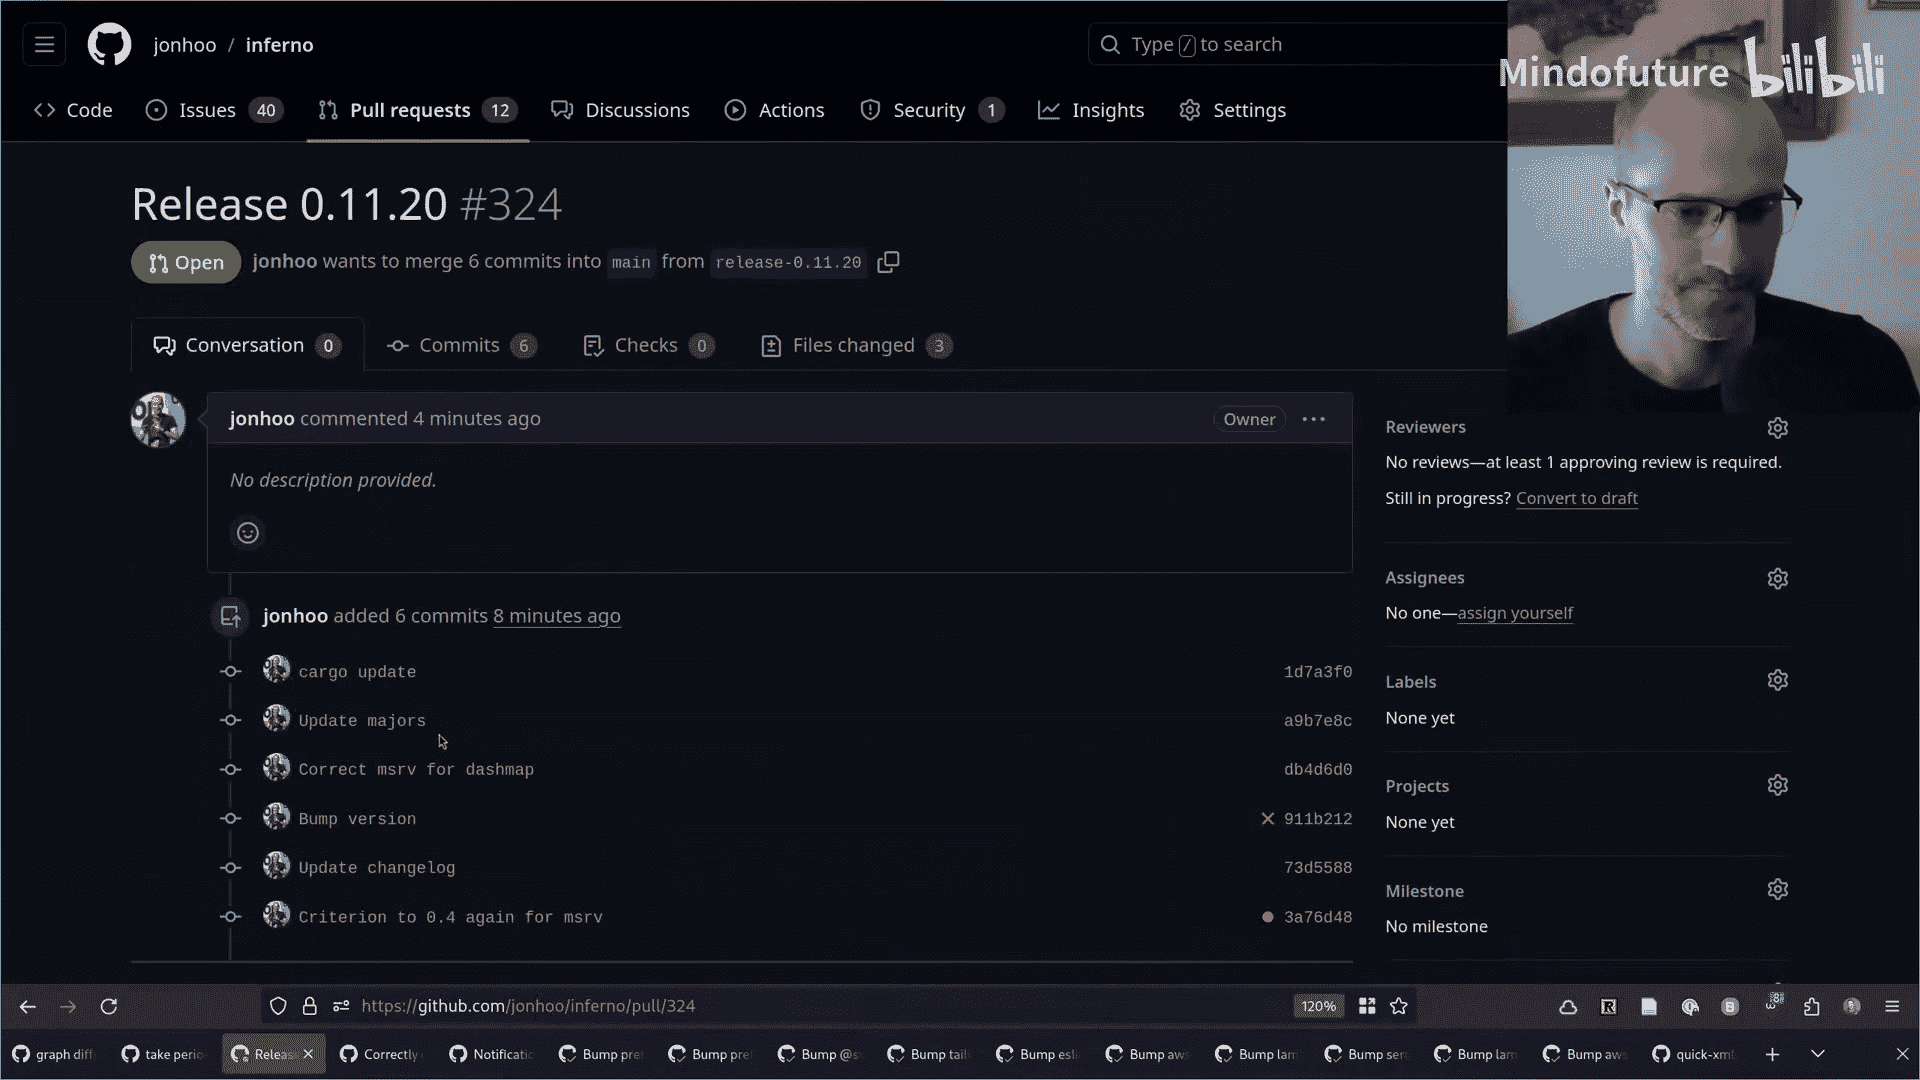 jonhoo / inferno
Type / to search
Mindofuture bilibili
Code
Issues 40
Pull requests 12
Discussions
Actions
Security 1
Insights
Settings
Release 0.11.20 #324
Open
jonhoo wants to merge 6 commits into main from release-0.11.20
Conversation 0
Commits 6
Checks 0
Files changed 3
jonhoo commented 4 minutes ago
Owner
No description provided.
jonhoo added 6 commits 8 minutes ago
cargo update 1d7a3f0
Update majors a9b7e8c
Correct msrv for dashmap db4d6d0
Bump version 911b212
Update changelog 73d5588
Criterion to 0.4 again for msrv 3a76d48
Reviewers
No reviews—at least 1 approving review is required.
Still in progress? Convert to draft
Assignees
No one—assign yourself
Labels
None yet
Projects
None yet
Milestone
No milestone
https://github.com/jonhoo/inferno/pull/324
120%
graph diff
take perio
Releas
Correctly
Notificatio
Bump pre
Bump pre
Bump @s
Bump tail
Bump esli
Bump aws
Bump lam
Bump ser
Bump lam
Bump aws
quick-xml